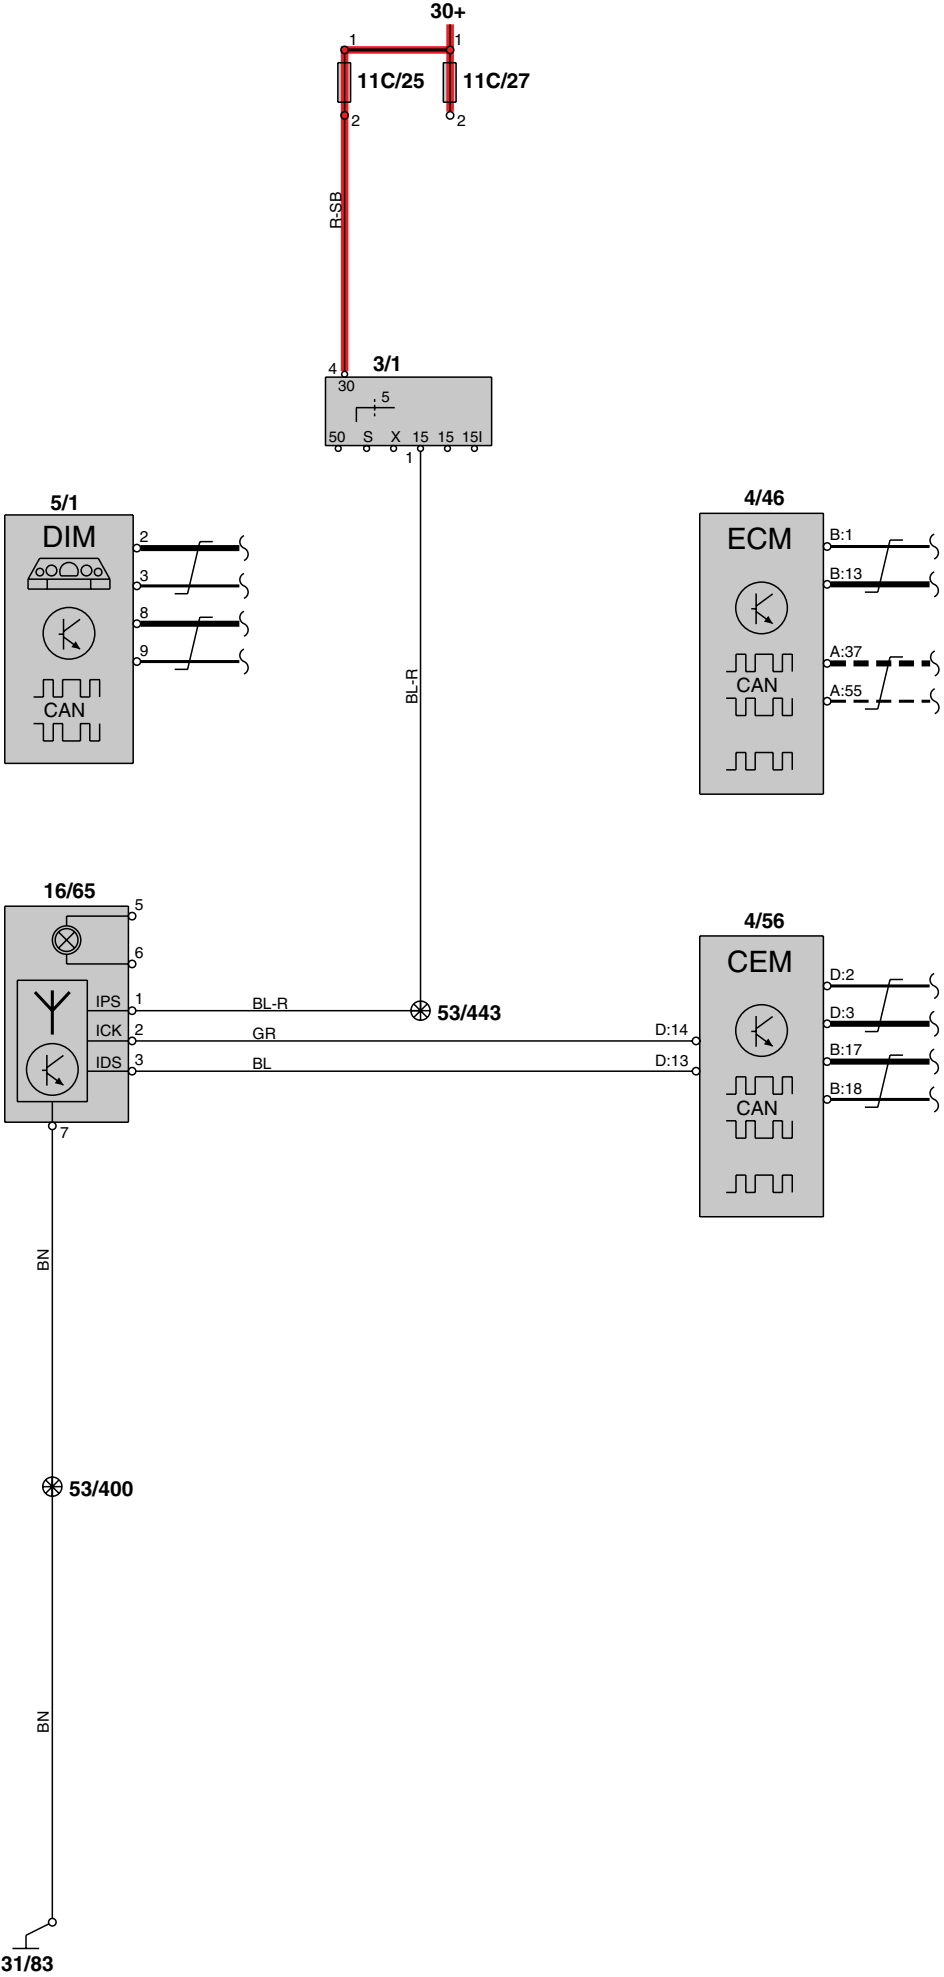 30+
1 1
11C/25 11C/27
2 2
R-SB
3/1
4
30
5
50 S X 15 15 15I
1
5/1
DIM
2
3
8
9
CAN
4/46
ECM
B:1
B:13
A:37
CAN
A:55
BL-R
16/65
5
6
IPS 1 BL-R 53/443
ICK 2 GR D:14
IDS 3 BL D:13
7
4/56
CEM
D:2
D:3
B:17
CAN
B:18
BN
53/400
BN
31/83